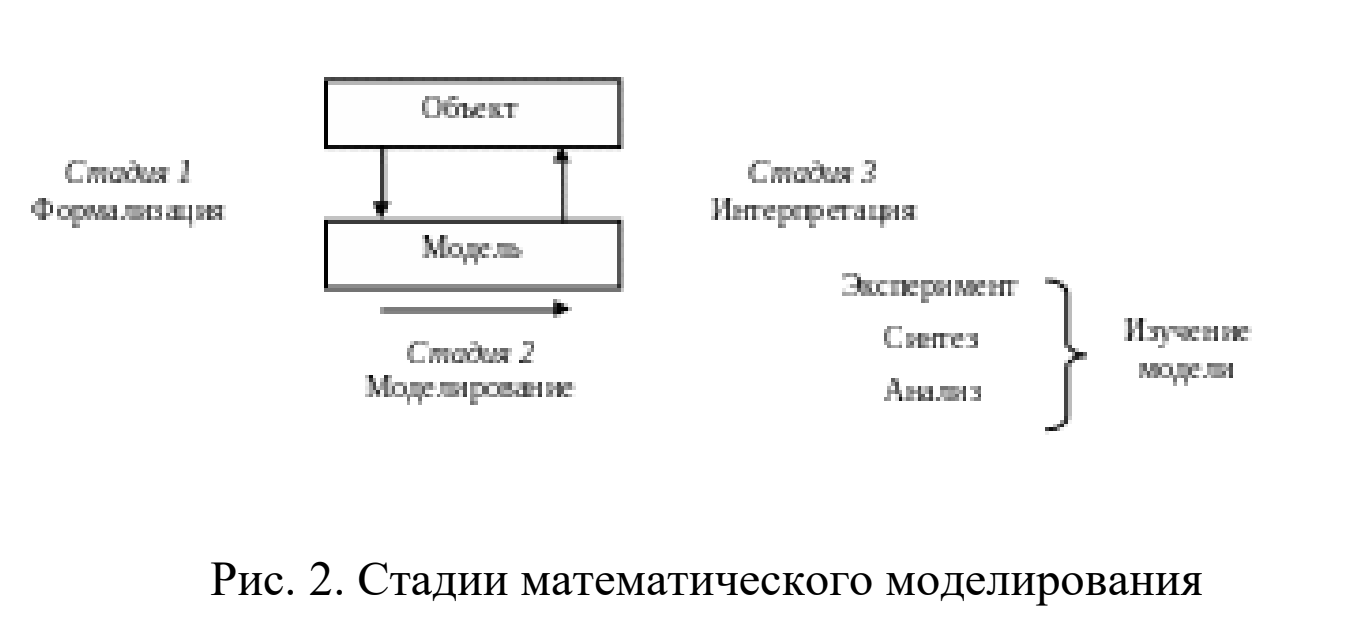 Объект
Стадия 1
Формализация
Стадия 3
Интерпретация
Модель
Стадия 2
Моделирование
Эксперимент
Синтез
Анализ
Изучение
модели
Рис. 2. Стадии математического моделирования